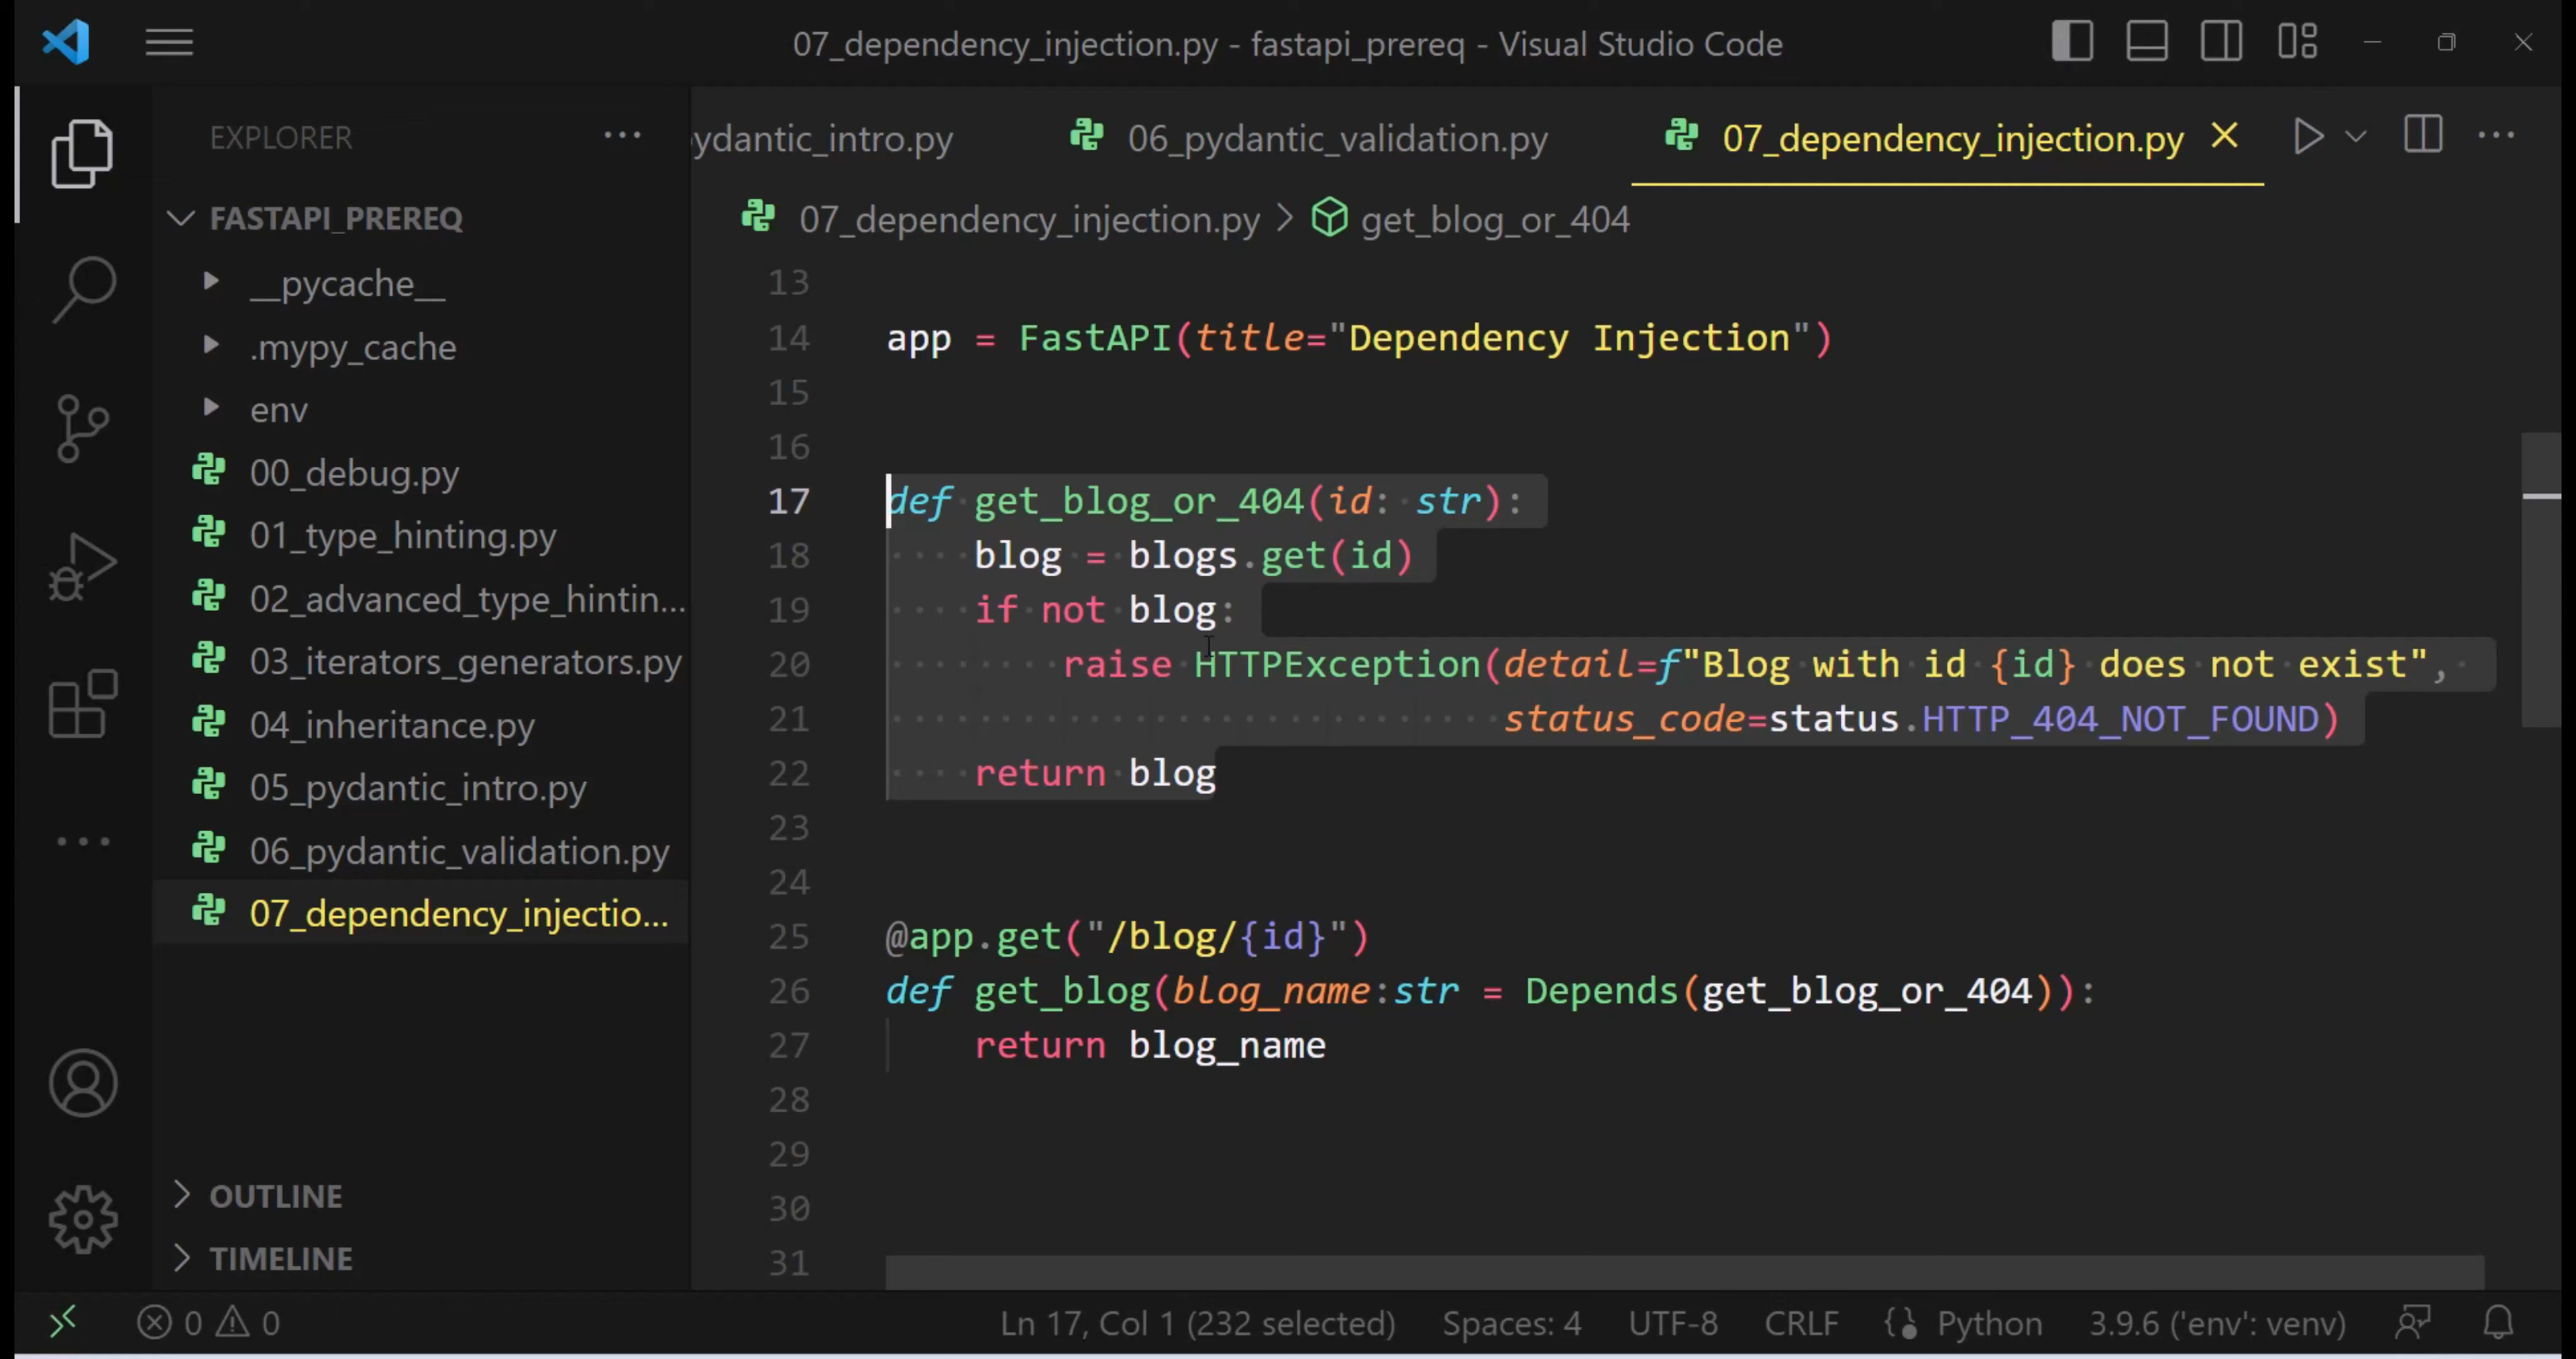 07_dependency_injection.py - fastapi_prereq - Visual Studio Code
EXPLORER
FASTAPI_PREREQ
__pycache__
.mypy_cache
env
00_debug.py
01_type_hinting.py
02_advanced_type_hintin...
03_iterators_generators.py
04_inheritance.py
05_pydantic_intro.py
06_pydantic_validation.py
07_dependency_injectio...
OUTLINE
TIMELINE
ydantic_intro.py 06_pydantic_validation.py 07_dependency_injection.py
07_dependency_injection.py > get_blog_or_404
13
14 app = FastAPI(title="Dependency Injection")
15
16
17 def get_blog_or_404(id: str):
18     blog = blogs.get(id)
19     if not blog:
20         raise HTTPException(detail=f"Blog with id {id} does not exist",
21                             status_code=status.HTTP_404_NOT_FOUND)
22     return blog
23
24
25 @app.get("/blog/{id}")
26 def get_blog(blog_name:str = Depends(get_blog_or_404)):
27     return blog_name
28
29
30
31
0 0 Ln 17, Col 1 (232 selected) Spaces: 4 UTF-8 CRLF Python 3.9.6 ('env': venv)